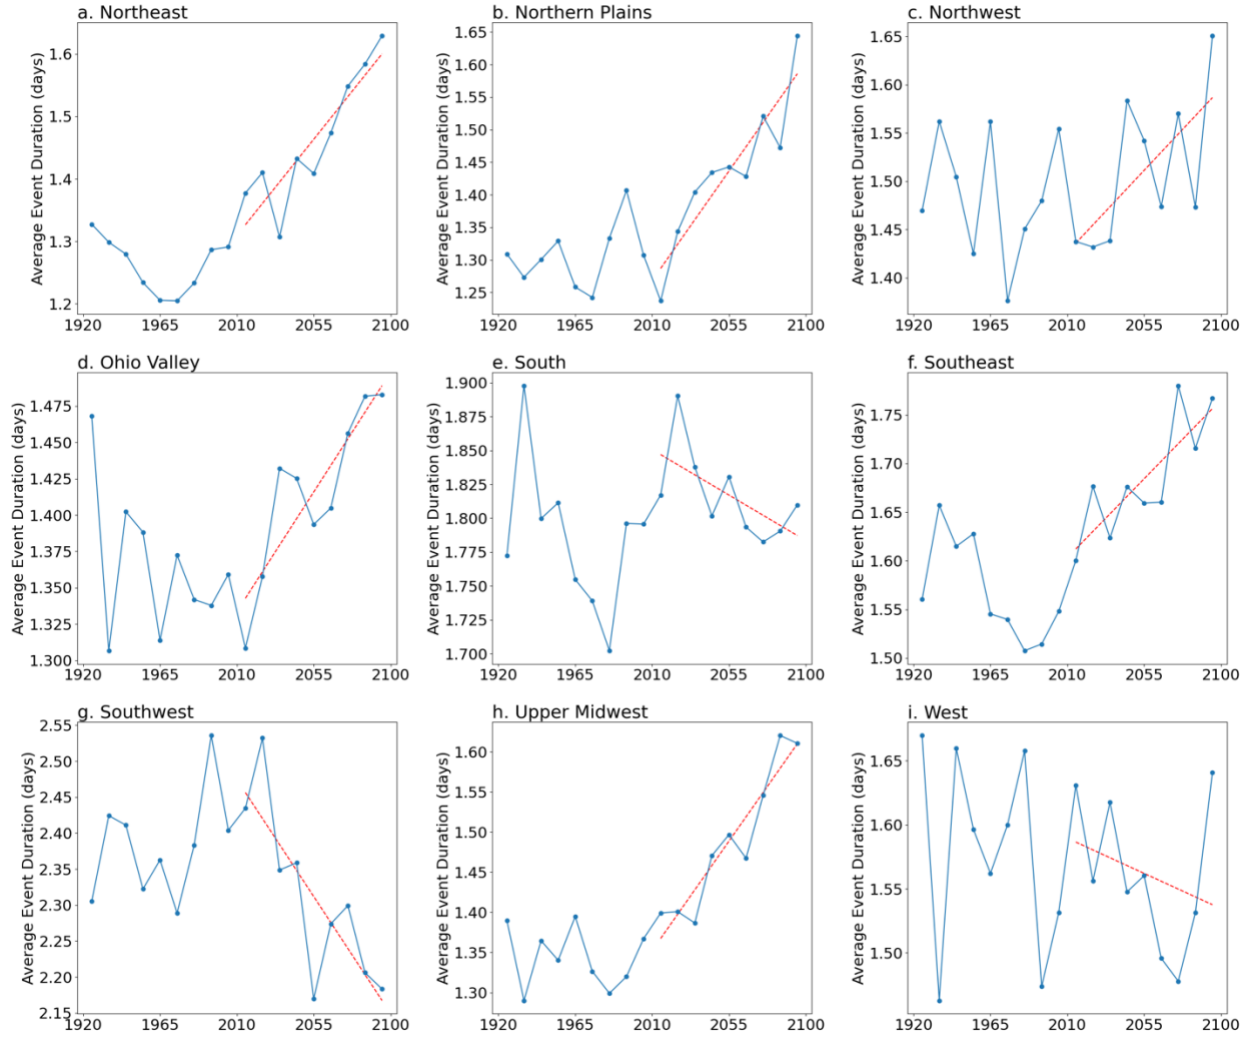 a. Northeast
Average Event Duration (days)
1.6
1.5
1.4
1.3
1.2
1920 1965 2010 2055 2100
b. Northern Plains
Average Event Duration (days)
1.65
1.60
1.55
1.50
1.45
1.40
1.35
1.30
1.25
1920 1965 2010 2055 2100
c. Northwest
Average Event Duration (days)
1.65
1.60
1.55
1.50
1.45
1.40
1920 1965 2010 2055 2100
d. Ohio Valley
Average Event Duration (days)
1.475
1.450
1.425
1.400
1.375
1.350
1.325
1.300
1920 1965 2010 2055 2100
e. South
Average Event Duration (days)
1.900
1.875
1.850
1.825
1.800
1.775
1.750
1.725
1.700
1920 1965 2010 2055 2100
f. Southeast
Average Event Duration (days)
1.75
1.70
1.65
1.60
1.55
1.50
1920 1965 2010 2055 2100
g. Southwest
Average Event Duration (days)
2.55
2.50
2.45
2.40
2.35
2.30
2.25
2.20
2.15
1920 1965 2010 2055 2100
h. Upper Midwest
Average Event Duration (days)
1.60
1.50
1.40
1.35
1.30
1920 1965 2010 2055 2100
i. West
Average Event Duration (days)
1.65
1.60
1.55
1.50
1920 1965 2010 2055 2100